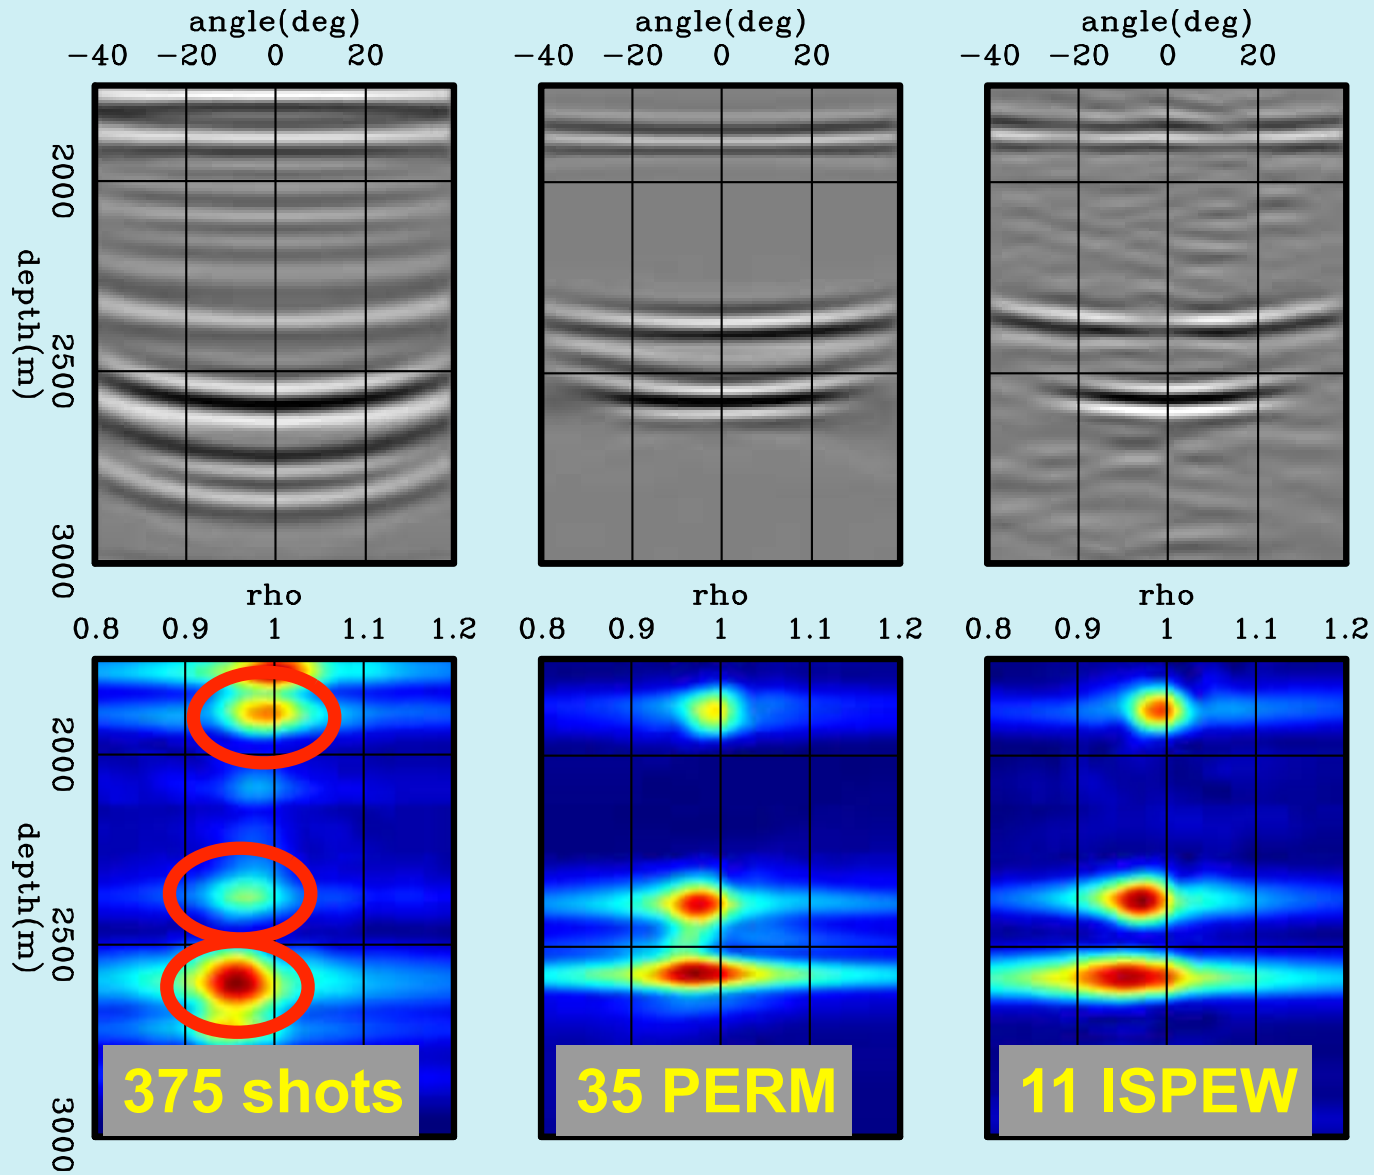 angle(deg)
-40 -20 0 20
angle(deg)
-40 -20 0 20
angle(deg)
-40 -20 0 20
depth(m)
2000 2500 3000
rho
0.8 0.9 1 1.1 1.2
rho
0.8 0.9 1 1.1 1.2
rho
0.8 0.9 1 1.1 1.2
depth(m)
2000 2500 3000
375 shots
35 PERM
11 ISPEW